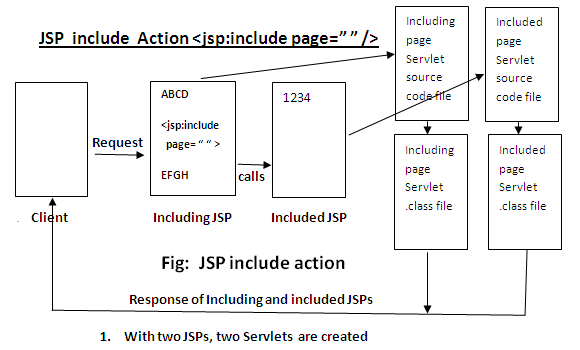 JSP include Action <jsp:include page=”” />
Including
page
Servlet
source
code file
Included
page
Servlet
source
code file
ABCD
<jsp:include
page= “ “ >
EFGH
1234
Request
calls
Including
page
Servlet
.class file
Included
page
Servlet
.class file
Client
Including JSP
Included JSP
Fig: JSP include action
Response of Including and included JSPs
1. With two JSPs, two Servlets are created